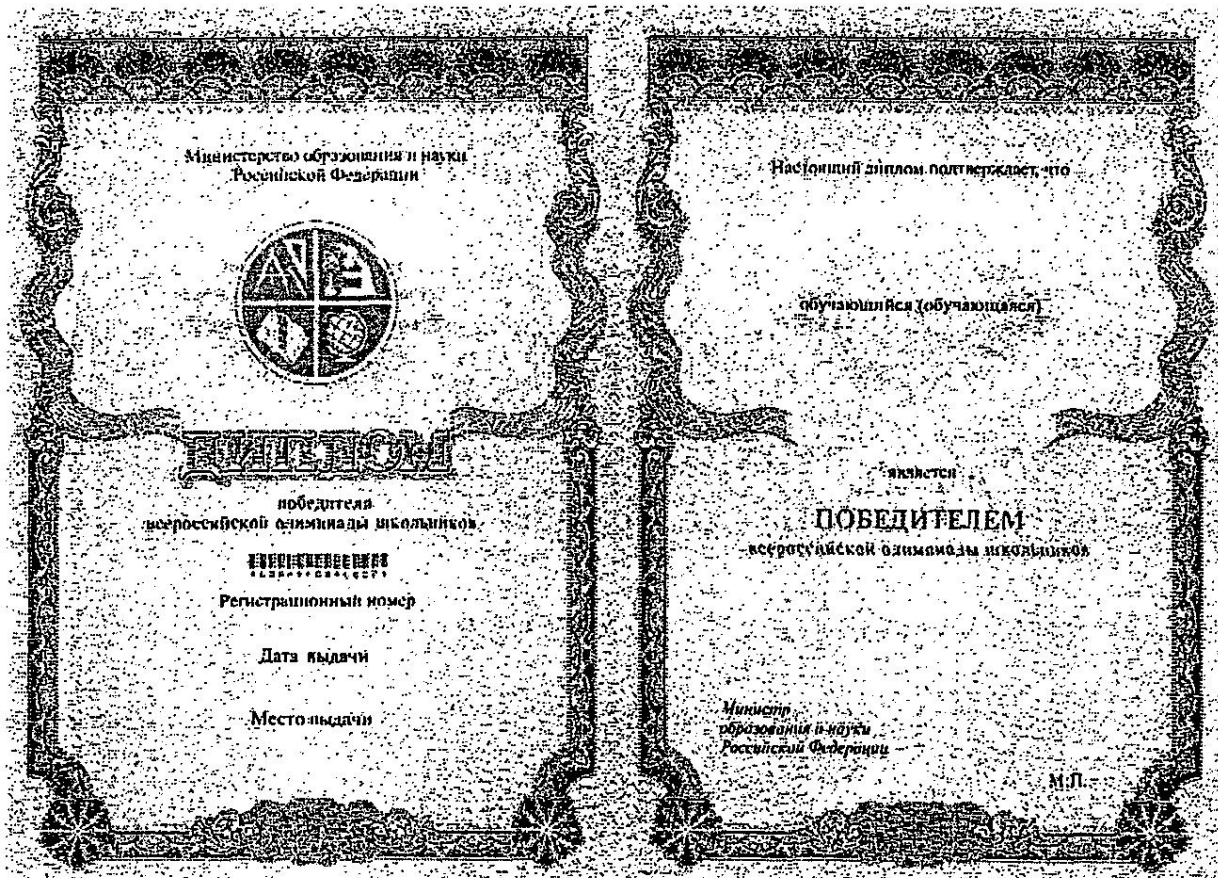 Министерство образования и науки
Российской Федерации
ДИПЛОМ
победителя
всероссийской олимпиады школьников
Регистрационный номер
Дата выдачи
Место выдачи
Настоящий диплом подтверждает, что
обучающийся (обучающаяся)
является
ПОБЕДИТЕЛЕМ
всероссийской олимпиады школьников
Министр
образования и науки
Российской Федерации
М.П.